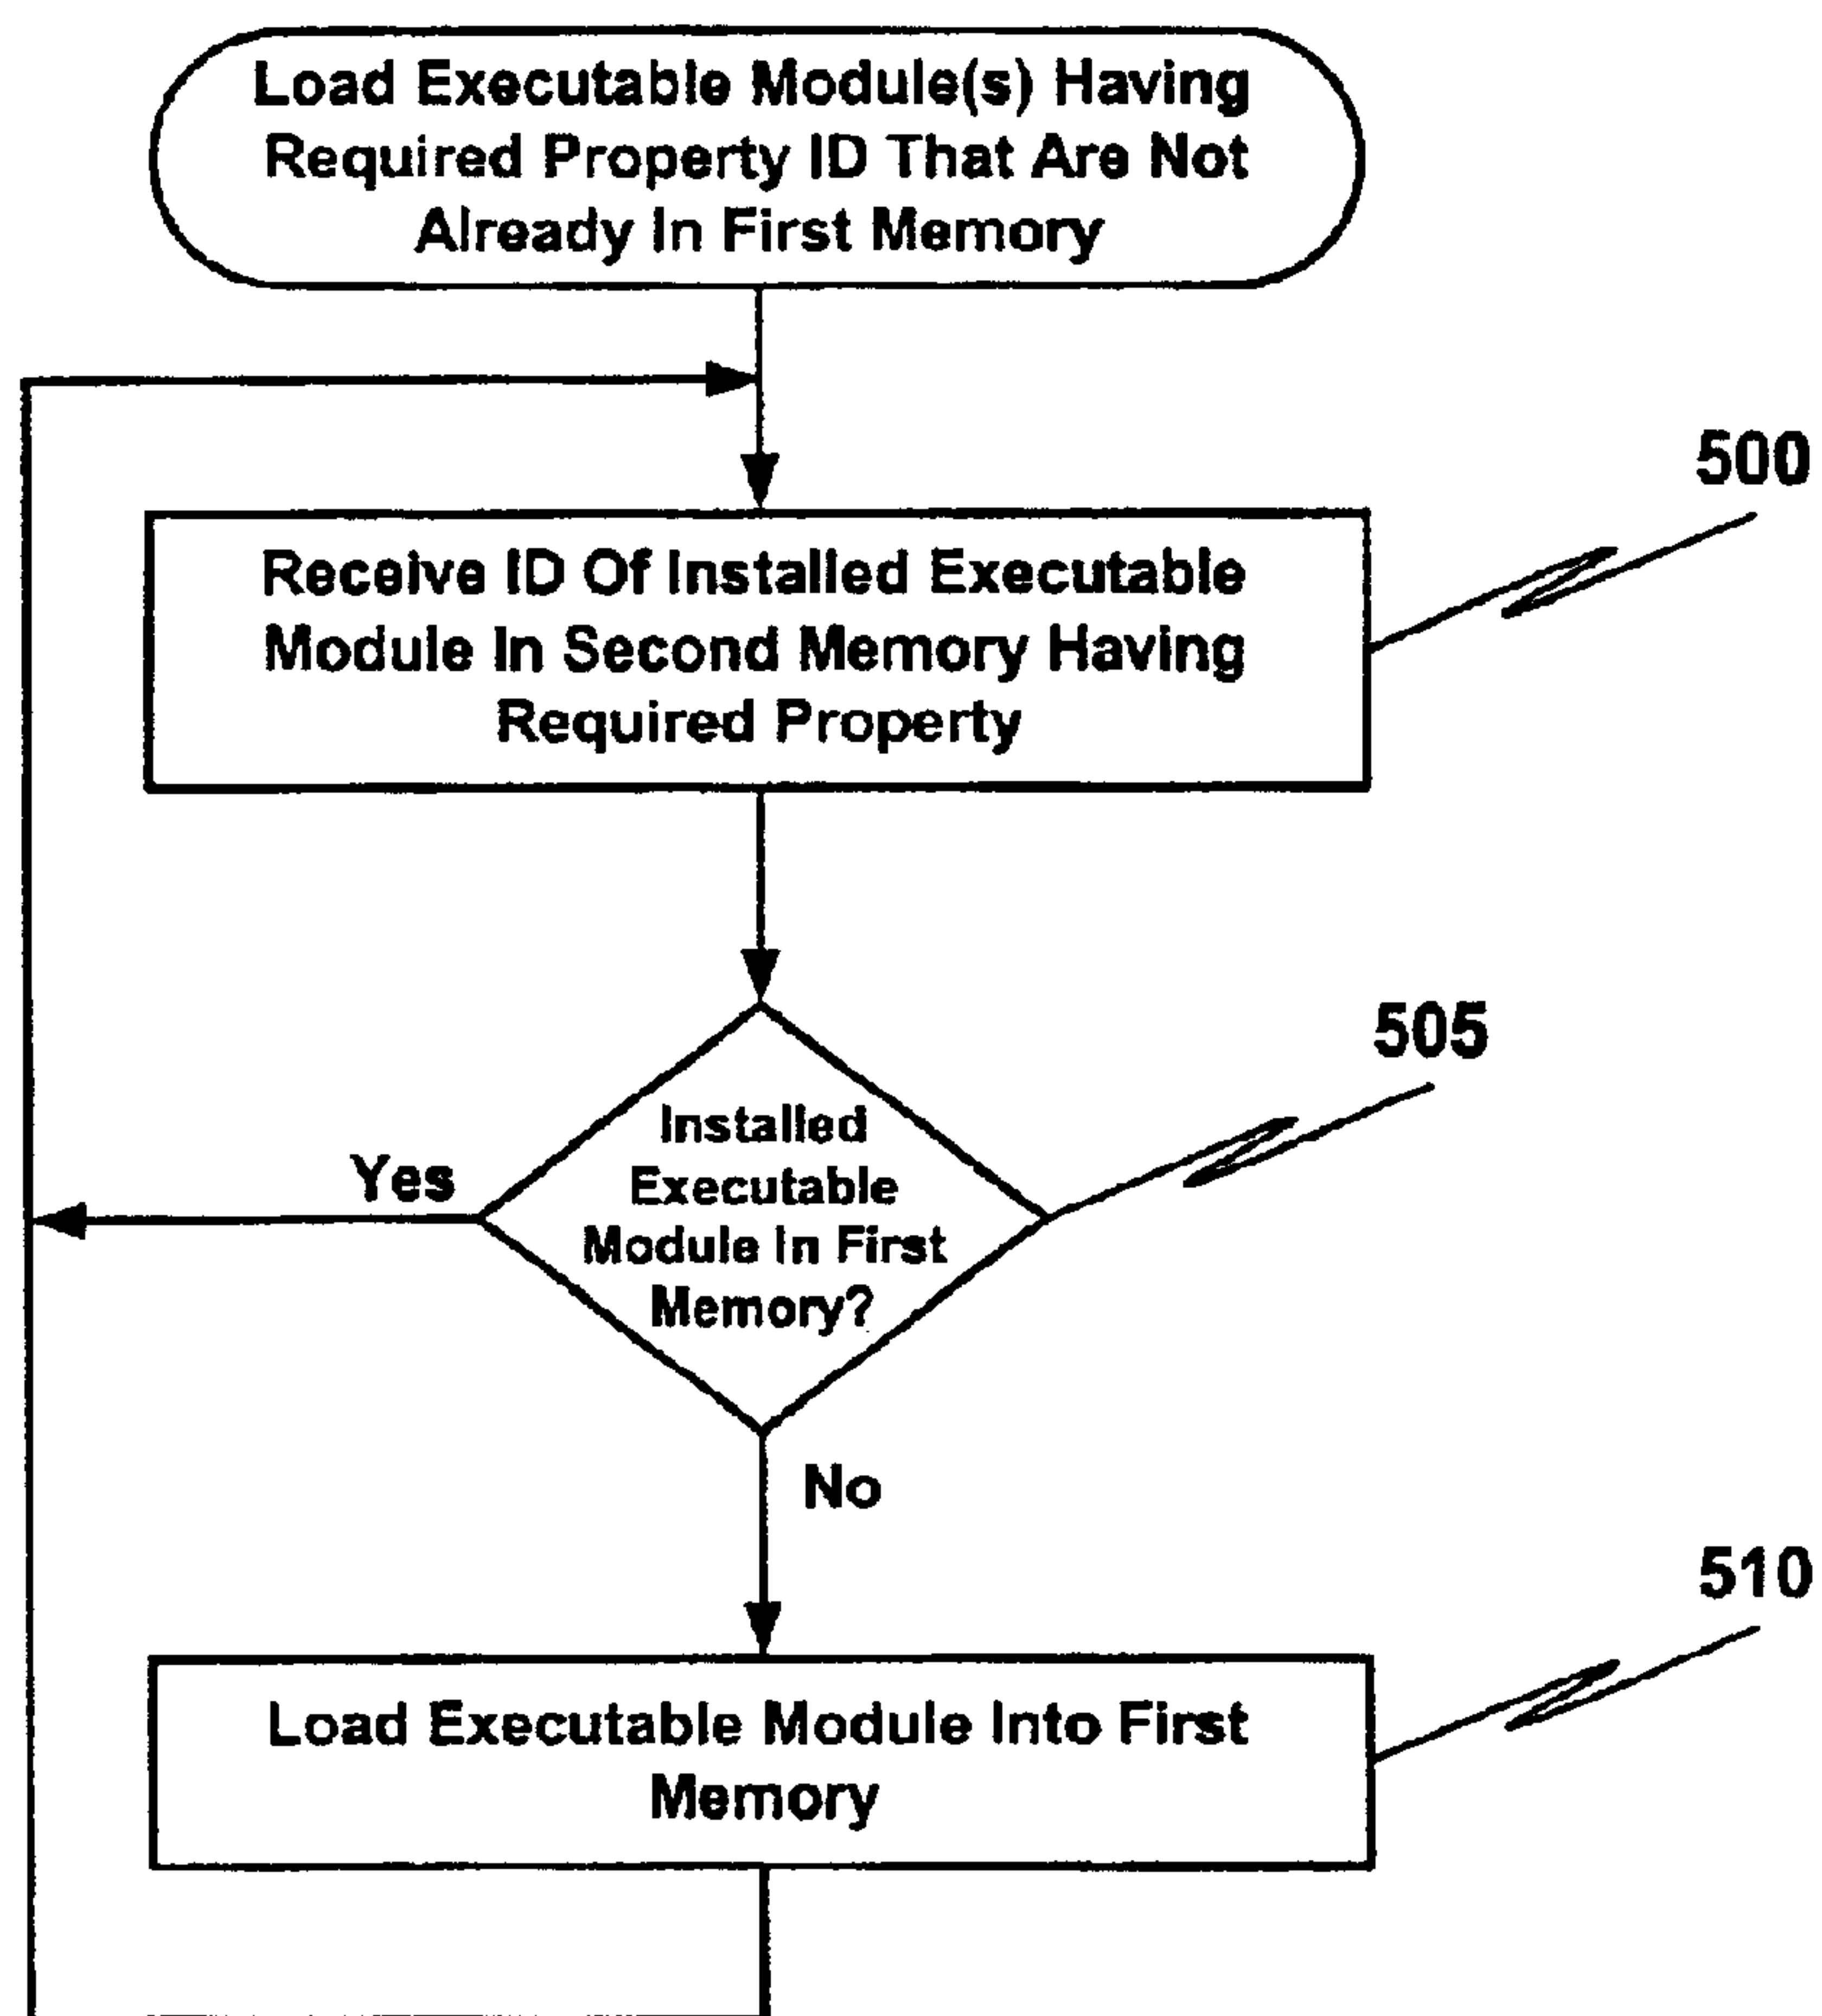 Load Executable Module(s) Having
Required Property ID That Are Not
Already In First Memory
500
Receive ID Of Installed Executable
Module In Second Memory Having
Required Property
505
Installed
Executable
Module In First
Memory?
Yes
No
510
Load Executable Module Into First
Memory